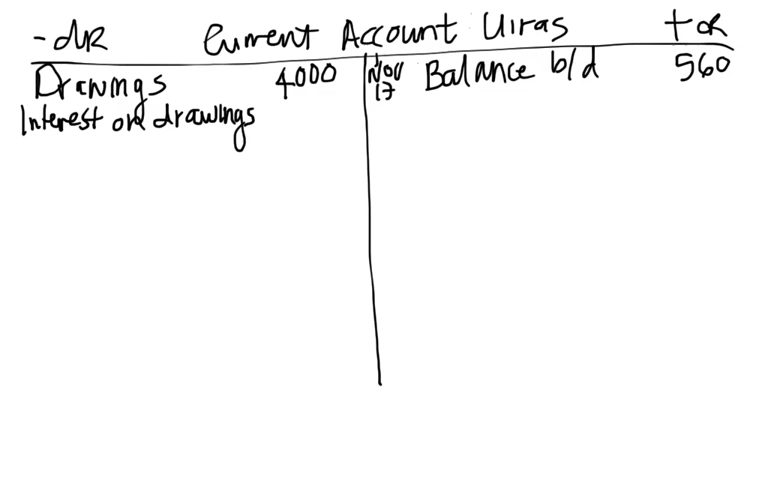 - dR Current Account Uiras + cR
Drawings 4000 Nov 17 Balance b/d 560
Interest on drawings